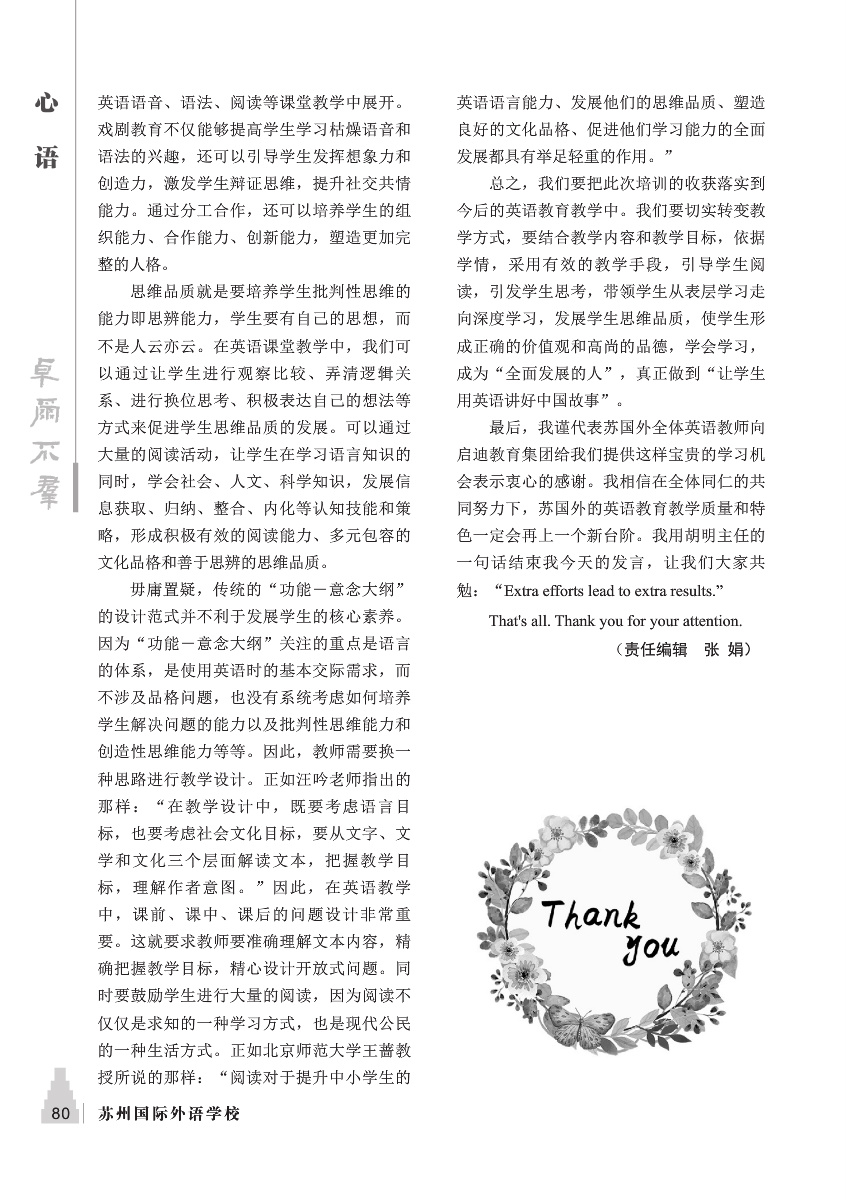 心语
卓尔不群
英语语音、语法、阅读等课堂教学中展开。
戏剧教育不仅能够提高学生学习枯燥语音和
语法的兴趣，还可以引导学生发挥想象力和
创造力，激发学生辩证思维，提升社交共情
能力。通过分工合作，还可以培养学生的组
织能力、合作能力、创新能力，塑造更加完
整的人格。
思维品质就是要培养学生批判性思维的
能力即思辨能力，学生要有自己的思想，而
不是人云亦云。在英语课堂教学中，我们可
以通过让学生进行观察比较、弄清逻辑关
系、进行换位思考、积极表达自己的想法等
方式来促进学生思维品质的发展。可以通过
大量的阅读活动，让学生在学习语言知识的
同时，学会社会、人文、科学知识，发展信
息获取、归纳、整合、内化等认知技能和策
略，形成积极有效的阅读能力、多元包容的
文化品格和善于思辨的思维品质。
毋庸置疑，传统的“功能－意念大纲”
的设计范式并不利于发展学生的核心素养。
因为“功能－意念大纲”关注的重点是语言
的体系，是使用英语时的基本交际需求，而
不涉及品格问题，也没有系统考虑如何培养
学生解决问题的能力以及批判性思维能力和
创造性思维能力等等。因此，教师需要换一
种思路进行教学设计。正如汪吟老师指出的
那样：“在教学设计中，既要考虑语言目
标，也要考虑社会文化目标，要从文字、文
学和文化三个层面解读文本，把握教学目
标，理解作者意图。”因此，在英语教学
中，课前、课中、课后的问题设计非常重
要。这就要求教师要准确理解文本内容，精
确把握教学目标，精心设计开放式问题。同
时要鼓励学生进行大量的阅读，因为阅读不
仅仅是求知的一种学习方式，也是现代公民
的一种生活方式。正如北京师范大学王蔷教
授所说的那样：“阅读对于提升中小学生的
英语语言能力、发展他们的思维品质、塑造
良好的文化品格、促进他们学习能力的全面
发展都具有举足轻重的作用。”
总之，我们要把此次培训的收获落实到
今后的英语教育教学中。我们要切实转变教
学方式，要结合教学内容和教学目标，依据
学情，采用有效的教学手段，引导学生阅
读，引发学生思考，带领学生从表层学习走
向深度学习，发展学生思维品质，使学生形
成正确的价值观和高尚的品德，学会学习，
成为“全面发展的人”，真正做到“让学生
用英语讲好中国故事”。
最后，我谨代表苏国外全体英语教师向
启迪教育集团给我们提供这样宝贵的学习机
会表示衷心的感谢。我相信在全体同仁的共
同努力下，苏国外的英语教育教学质量和特
色一定会再上一个新台阶。我用胡明主任的
一句话结束我今天的发言，让我们大家共
勉：“Extra efforts lead to extra results.”
That's all. Thank you for your attention.
（责任编辑　张 娟）
Thank
you
80 苏州国际外语学校